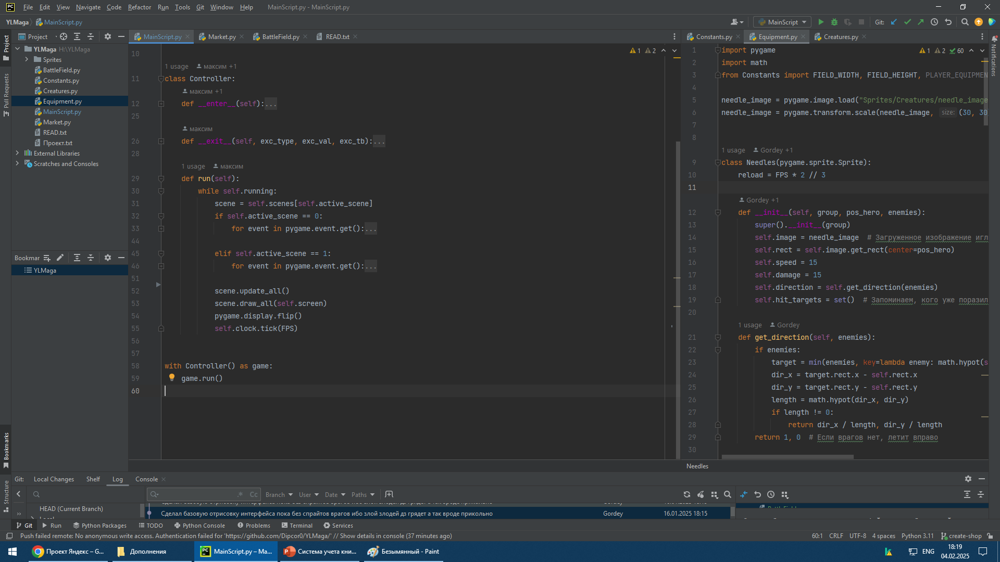 File Edit View Navigate Code Refactor Run Tools Git Window Help MainScript.py - MainScript.py
YLMaga MainScript.py
MainScript Git:
Project
YLMaga H:\YLMaga
Sprites
BattleField.py
Constants.py
Creatures.py
Equipment.py
MainScript.py
Market.py
READ.txt
Проект.txt
External Libraries
Scratches and Consoles
Bookmar
YLMaga
Project
Pull Requests
Bookmarks
Structure
MainScript.py Market.py BattleField.py READ.txt
1 2
10
1 usage максим +1
11 class Controller:
максим +1
12 def __enter__(self):...
25
максим
26 def __exit__(self, exc_type, exc_val, exc_tb):...
28
1 usage максим
29 def run(self):
30 while self.running:
31 scene = self.scenes[self.active_scene]
32 if self.active_scene == 0:
33 for event in pygame.event.get():...
44
45 elif self.active_scene == 1:
46 for event in pygame.event.get():...
51
52 scene.update_all()
53 scene.draw_all(self.screen)
54 pygame.display.flip()
55 self.clock.tick(FPS)
56
57
58 with Controller() as game:
59 game.run()
60
Constants.py Equipment.py Creatures.py
1 2 60
1 import pygame
2 import math
3 from Constants import FIELD_WIDTH, FIELD_HEIGHT, PLAYER_EQUIPMEN
4
5 needle_image = pygame.image.load("Sprites/Creatures/needle_image
6 needle_image = pygame.transform.scale(needle_image, size: (30, 30
7
8
1 usage Gordey +1
9 class Needles(pygame.sprite.Sprite):
10 reload = FPS * 2 // 3
11
Gordey +1
12 def __init__(self, group, pos_hero, enemies):
13 super().__init__(group)
14 self.image = needle_image # Загруженное изображение игл
15 self.rect = self.image.get_rect(center=pos_hero)
16 self.speed = 15
17 self.damage = 15
18 self.direction = self.get_direction(enemies)
19 self.hit_targets = set() # Запоминаем, кого уже поразил
20
1 usage Gordey
21 def get_direction(self, enemies):
22 if enemies:
23 target = min(enemies, key=lambda enemy: math.hypot(s
24 dir_x = target.rect.x - self.rect.x
25 dir_y = target.rect.y - self.rect.y
26 length = math.hypot(dir_x, dir_y)
27 if length != 0:
28 return dir_x / length, dir_y / length
29 return 1, 0 # Если врагов нет, летит вправо
30
Needles
Notifications
Git: Local Changes Shelf Log Console
.* Cc Branch User Date Paths
HEAD (Current Branch)
Local
Сделал базовую отрисовку интерфейса пока без спрайтов врагов ибо злой злодей дз грядет а так вроде прикольно Gordey 16.01.2025 18:15
Git Run Python Packages TODO Python Console Problems Terminal Services
Push failed remote: No anonymous write access. Authentication failed for 'https://github.com/Dipcor0/YLMaga/' // Show details in console (37 minutes ago)
60:1 CRLF UTF-8 4 spaces Python 3.11 create-shop
Проект Яндекс – G... Дополнения MainScript.py – Ma... Система учета кни... Безымянный - Paint
ENG 18:19
04.02.2025